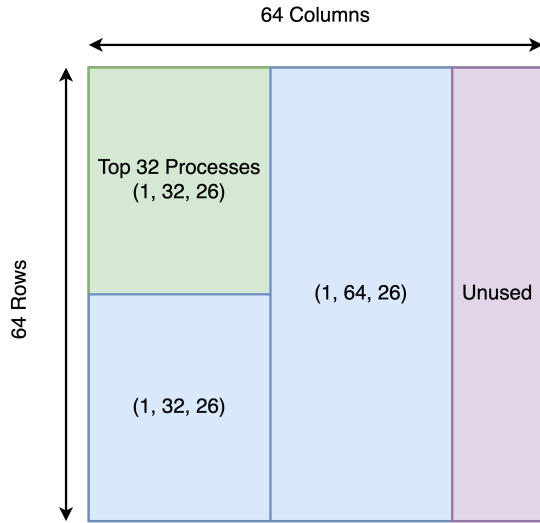 64 Columns
64 Rows
Top 32 Processes
(1, 32, 26)
(1, 64, 26)
Unused
(1, 32, 26)